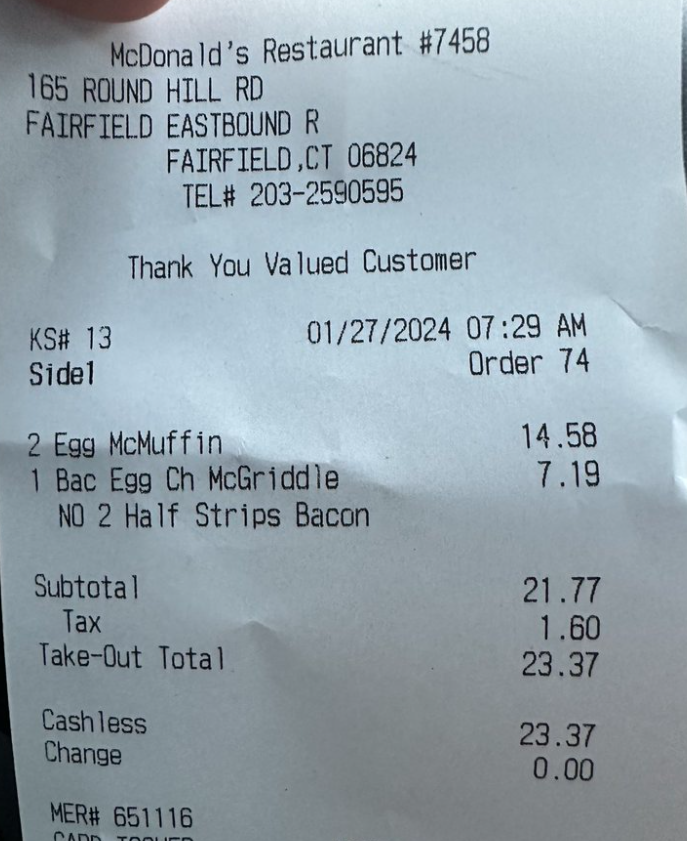 McDonald's Restaurant #7458
165 ROUND HILL RD
FAIRFIELD EASTBOUND R
FAIRFIELD,CT 06824
TEL# 203-2590595
Thank You Valued Customer
KS# 13 01/27/2024 07:29 AM
Side1 Order 74
2 Egg McMuffin 14.58
1 Bac Egg Ch McGriddle 7.19
NO 2 Half Strips Bacon
Subtotal 21.77
Tax 1.60
Take-Out Total 23.37
Cashless 23.37
Change 0.00
MER# 651116